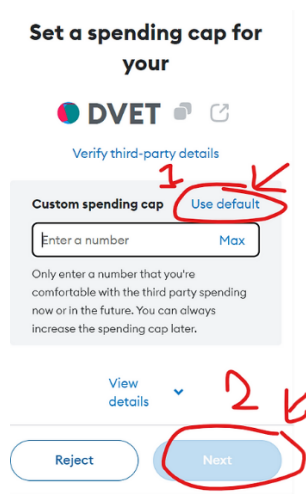 Set a spending cap for
your
DVET
Verify third-party details
1
Custom spending cap Use default
Enter a number Max
Only enter a number that you're
comfortable with the third party spending
now or in the future. You can always
increase the spending cap later.
View
details
2
Reject Next